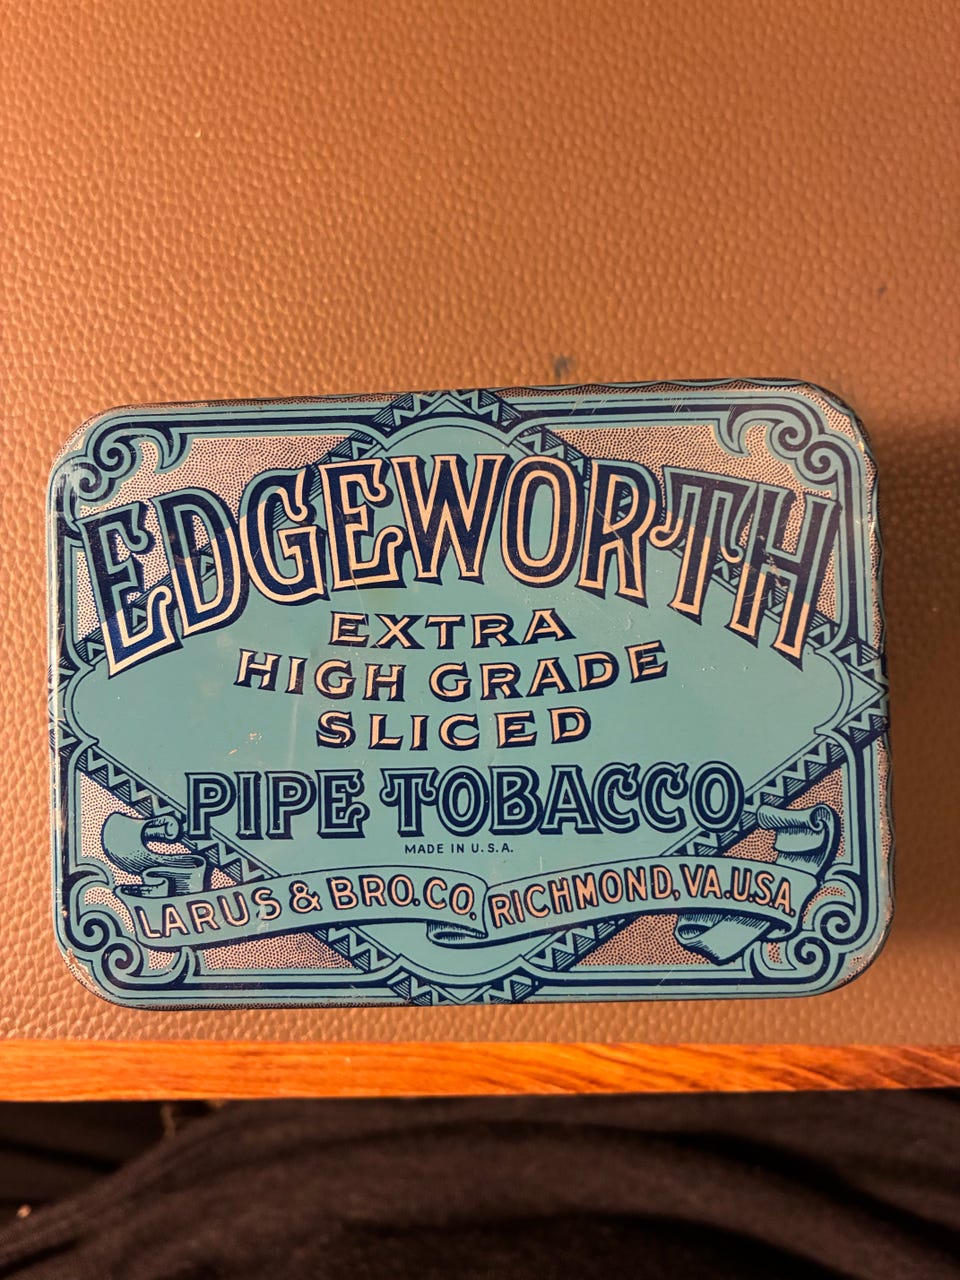 EDGEWORTH
EXTRA
HIGH GRADE
SLICED
PIPE TOBACCO
MADE IN U.S.A.
LARUS & BRO.CO. RICHMOND, VA.U.S.A.